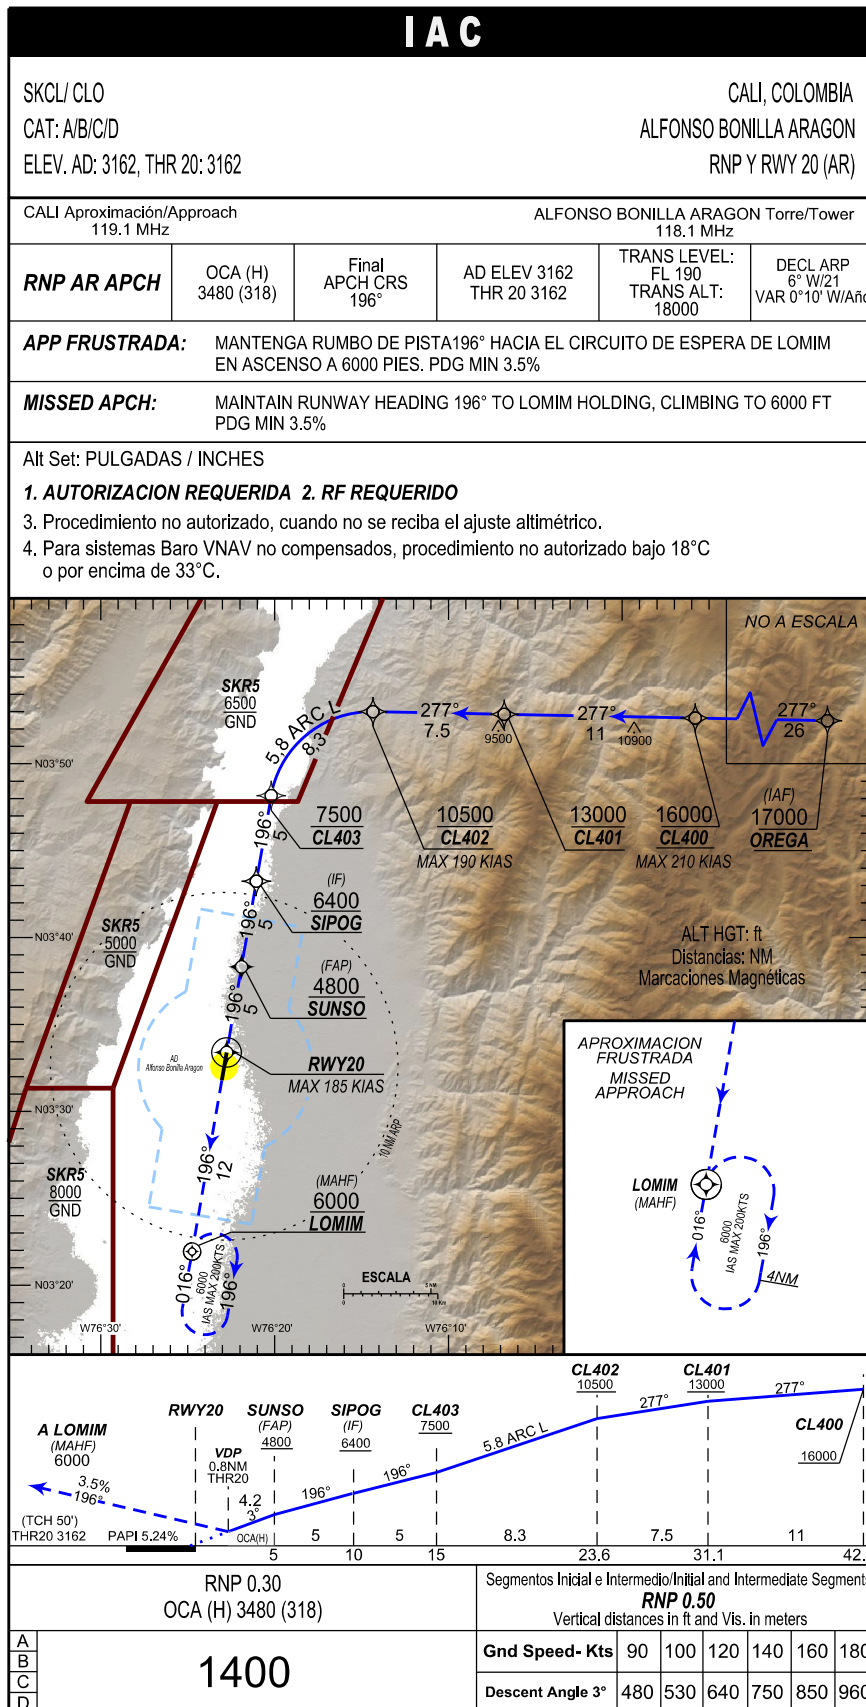 IAC
SKCL/ CLO
CALI, COLOMBIA
CAT: A/B/C/D
ALFONSO BONILLA ARAGON
ELEV. AD: 3162, THR 20: 3162
RNP Y RWY 20 (AR)
CALI Aproximación/Approach
119.1 MHz
ALFONSO BONILLA ARAGON Torre/Tower
118.1 MHz
RNP AR APCH
OCA (H)
3480 (318)
Final
APCH CRS
196°
AD ELEV 3162
THR 20 3162
TRANS LEVEL:
FL 190
TRANS ALT:
18000
DECL ARP
6° W/21
VAR 0°10' W/Año
APP FRUSTRADA: MANTENGA RUMBO DE PISTA196° HACIA EL CIRCUITO DE ESPERA DE LOMIM
EN ASCENSO A 6000 PIES. PDG MIN 3.5%
MISSED APCH: MAINTAIN RUNWAY HEADING 196° TO LOMIM HOLDING, CLIMBING TO 6000 FT
PDG MIN 3.5%
Alt Set: PULGADAS / INCHES
1. AUTORIZACION REQUERIDA 2. RF REQUERIDO
3. Procedimiento no autorizado, cuando no se reciba el ajuste altimétrico.
4. Para sistemas Baro VNAV no compensados, procedimiento no autorizado bajo 18°C
o por encima de 33°C.
NO A ESCALA
SKR5
6500
GND
5,8 ARC L
8,3
277°
7.5
9500
277°
11
10900
277°
26
N03°50'
7500
CL403
10500
CL402
MAX 190 KIAS
13000
CL401
16000
CL400
MAX 210 KIAS
(IAF)
17000
OREGA
196°
5
(IF)
6400
SIPOG
196°
5
SKR5
5000
GND
N03°40'
(FAP)
4800
SUNSO
196°
5
ALT HGT: ft
Distancias: NM
Marcaciones Magnéticas
AD
Alfonso Bonilla Aragon
RWY20
MAX 185 KIAS
N03°30'
10 NM ARP
196°
12
SKR5
8000
GND
(MAHF)
6000
LOMIM
016°
6000
IAS MAX 200KTS
196°
N03°20'
ESCALA
0
5 NM
0
10 Km
W76°30'
W76°20'
W76°10'
APROXIMACION
FRUSTRADA
MISSED
APPROACH
LOMIM
(MAHF)
016°
6000
IAS MAX 200KTS
196°
4NM
CL402
10500
CL401
13000
277°
277°
CL400
16000
RWY20
SUNSO
(FAP)
4800
SIPOG
(IF)
6400
CL403
7500
5.8 ARC L
A LOMIM
(MAHF)
6000
VDP
0.8NM
THR20
3.5%
196°
4.2
3°
196°
196°
(TCH 50')
THR20 3162
PAPI 5.24%
OCA(H)
5
5
8.3
7.5
11
5
10
15
23.6
31.1
42.
RNP 0.30
OCA (H) 3480 (318)
Segmentos Inicial e Intermedio/Initial and Intermediate Segment
RNP 0.50
Vertical distances in ft and Vis. in meters
A
B
C
D
1400
Gnd Speed- Kts 90 100 120 140 160 180
Descent Angle 3° 480 530 640 750 850 960